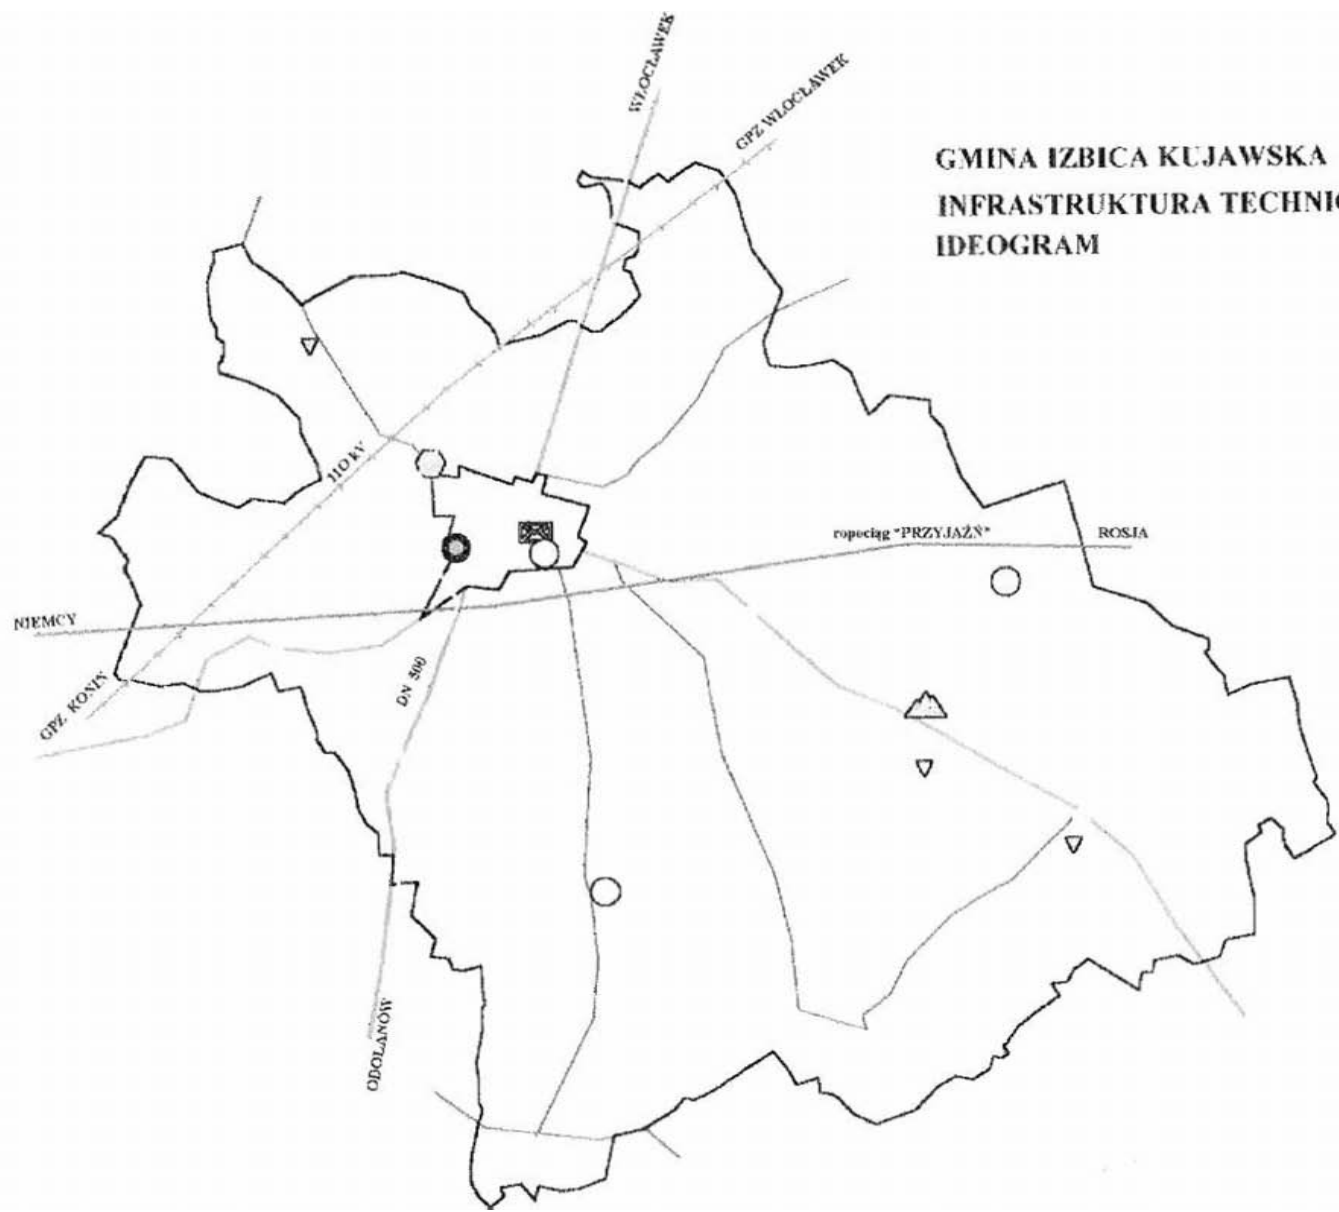 WŁOCŁAWEK
GPZ WŁOCŁAWEK
GMINA IZBICA KUJAWSKA
INFRASTRUKTURA TECHNIC
IDEOGRAM
110 KV
ropociąg "PRZYJAŹŃ"
ROSJA
NIEMCY
GPZ KONIN
DN 500
ODOLANÓW